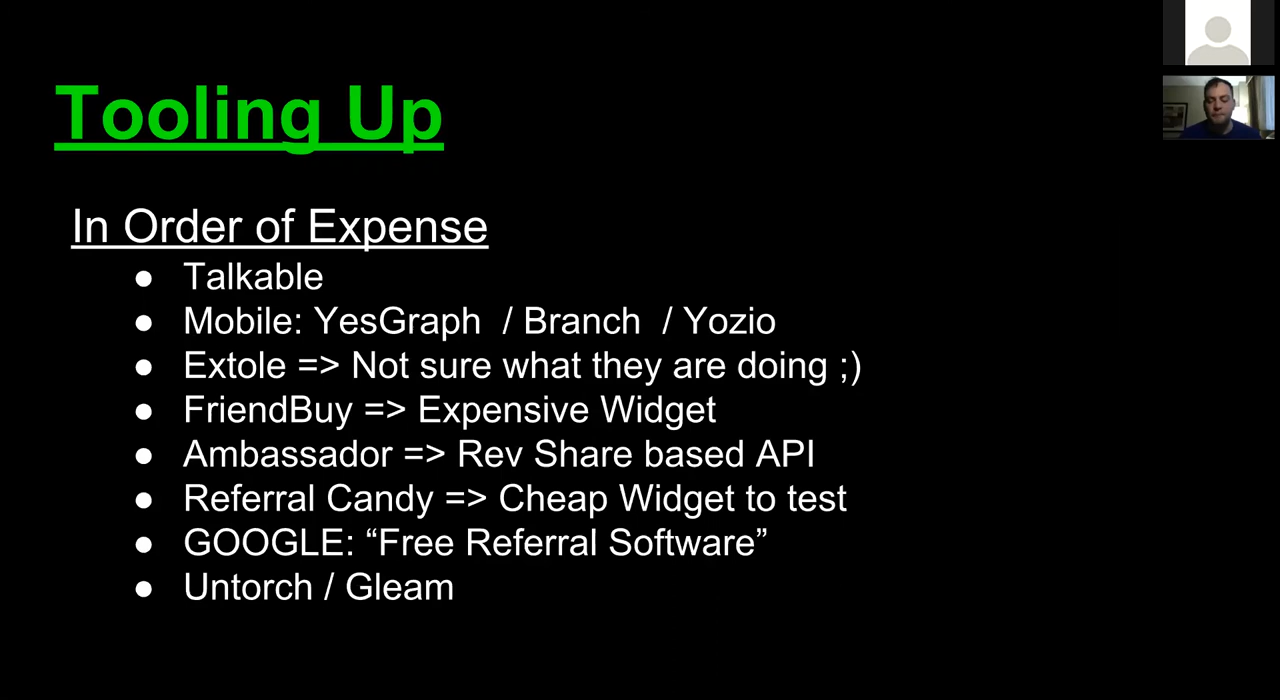 Tooling Up
In Order of Expense
● Talkable
● Mobile: YesGraph / Branch / Yozio
● Extole => Not sure what they are doing ;)
● FriendBuy => Expensive Widget
● Ambassador => Rev Share based API
● Referral Candy => Cheap Widget to test
● GOOGLE: “Free Referral Software”
● Untorch / Gleam